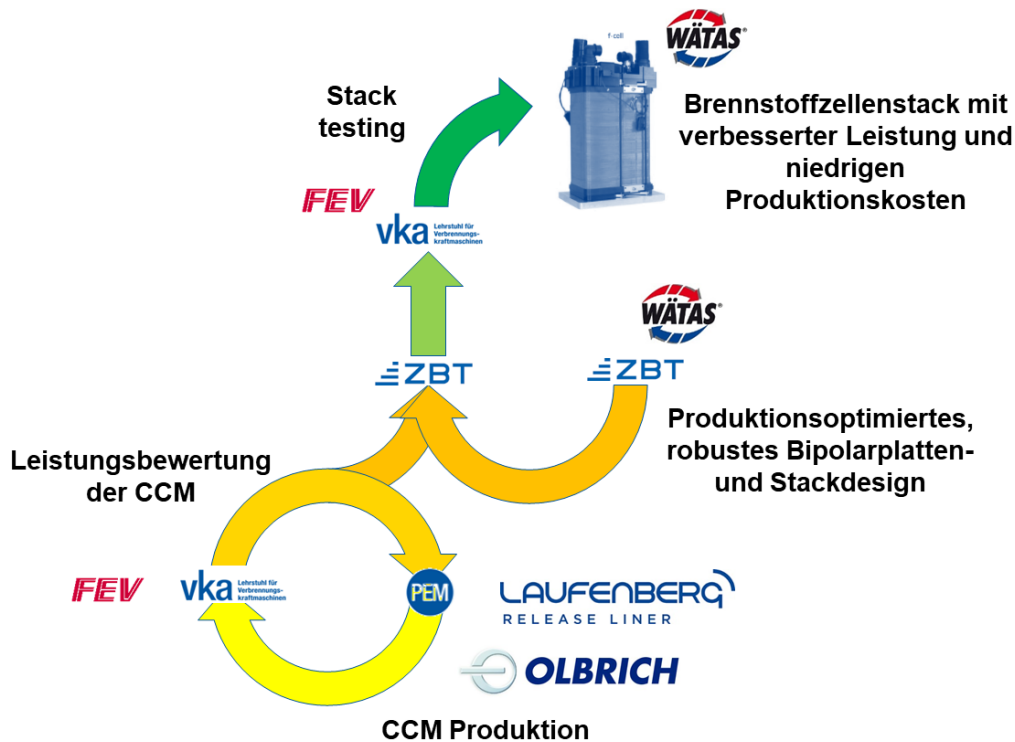 f-coll
WÄTAS®
Stack
testing
Brennstoffzellenstack mit
verbesserter Leistung und
niedrigen
Produktionskosten
FEV
vka Lehrstuhl für
Verbrennungs-
kraftmaschinen
WÄTAS®
ZBT
ZBT
Produktionsoptimiertes,
robustes Bipolarplatten-
und Stackdesign
Leistungsbewertung
der CCM
FEV
vka Lehrstuhl für
Verbrennungs-
kraftmaschinen
PEM
LAUFENBERG
RELEASE LINER
OLBRICH
CCM Produktion